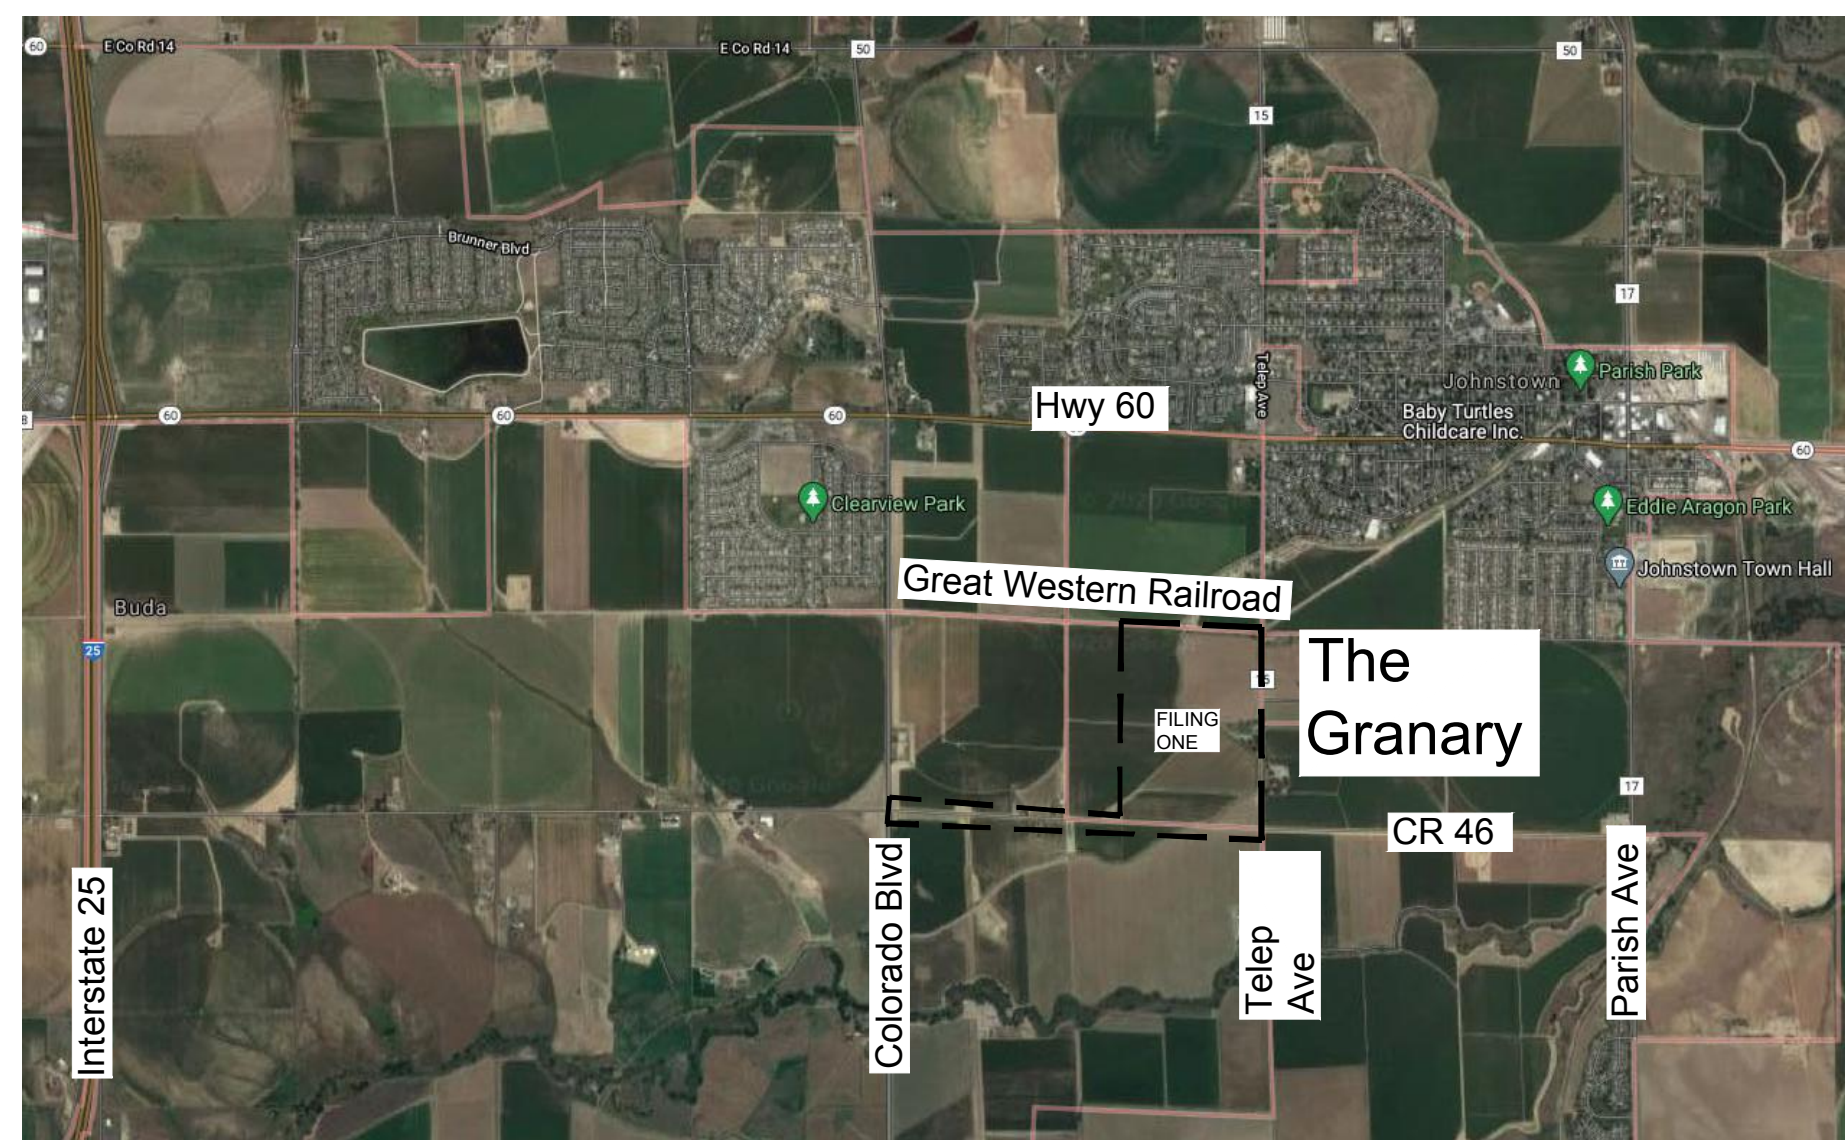 60
E Co Rd 14
E Co Rd 14
50
50
15
Brunner Blvd
17
Telep Ave
Johnstown
Parish Park
60
60
60
Hwy 60
Baby Turtles
Childcare Inc.
60
8
Clearview Park
Eddie Aragon Park
Johnstown Town Hall
Great Western Railroad
Buda
25
The
Granary
FILING
ONE
17
CR 46
Interstate 25
Colorado Blvd
Telep
Ave
Parish Ave